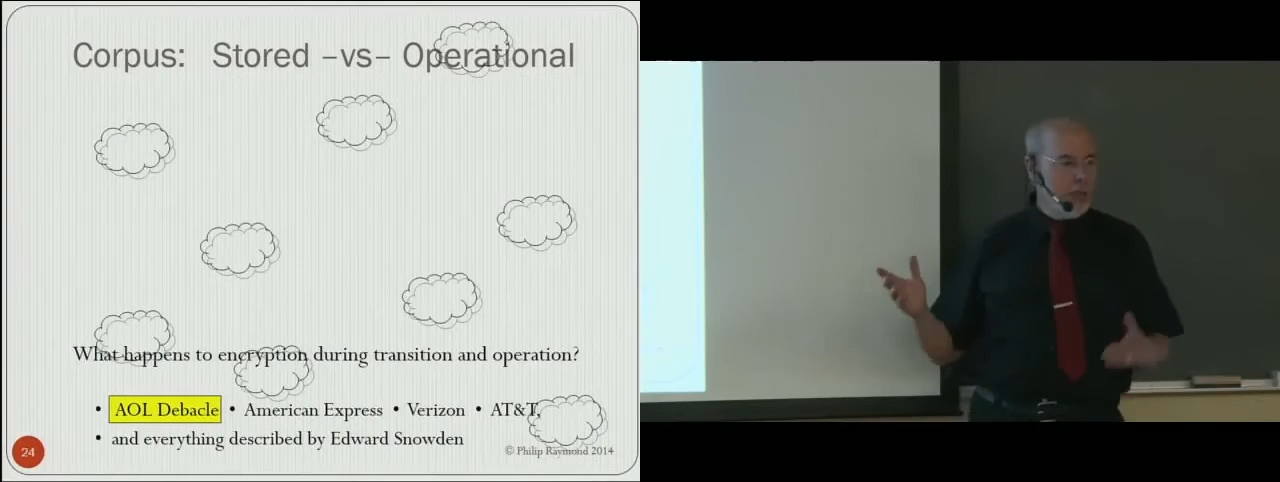 Corpus: Stored –vs– Operational
What happens to encryption during transition and operation?
• AOL Debacle • American Express • Verizon • AT&T,
• and everything described by Edward Snowden
24
© Philip Raymond 2014